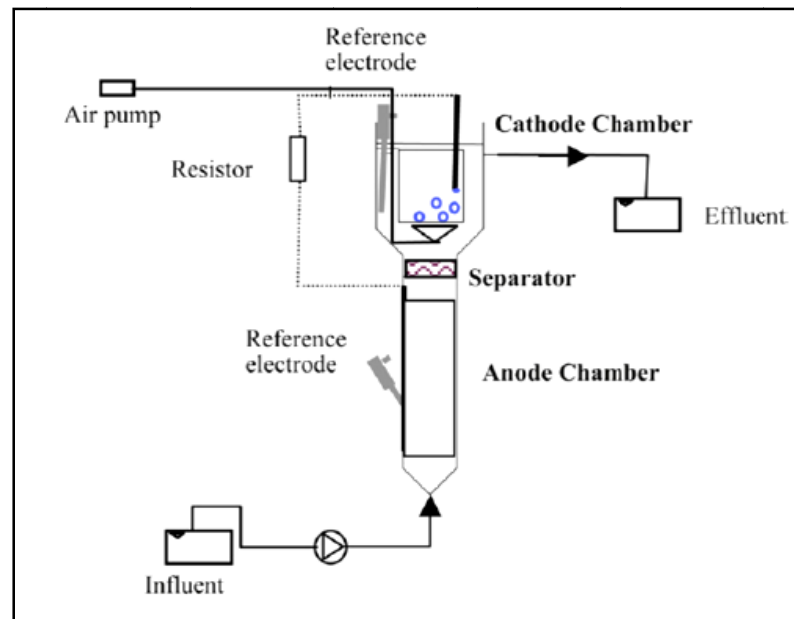 Reference
electrode
Air pump
Cathode Chamber
Resistor
Effluent
Separator
Reference
electrode
Anode Chamber
Influent